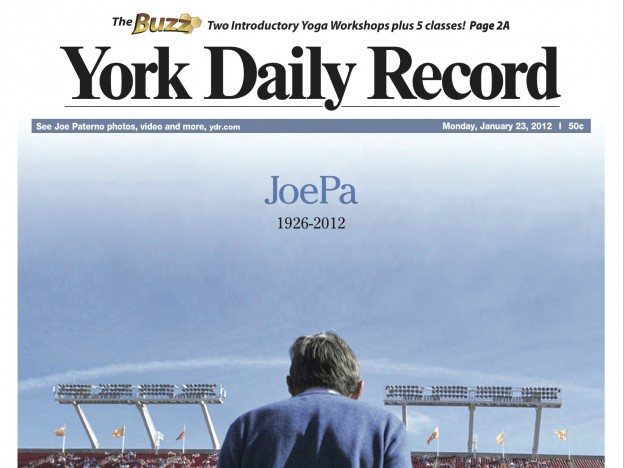 The Buzz Two Introductory Yoga Workshops plus 5 classes! Page 2A
York Daily Record
See Joe Paterno photos, video and more, ydr.com Monday, January 23, 2012 | 50¢
JoePa
1926-2012